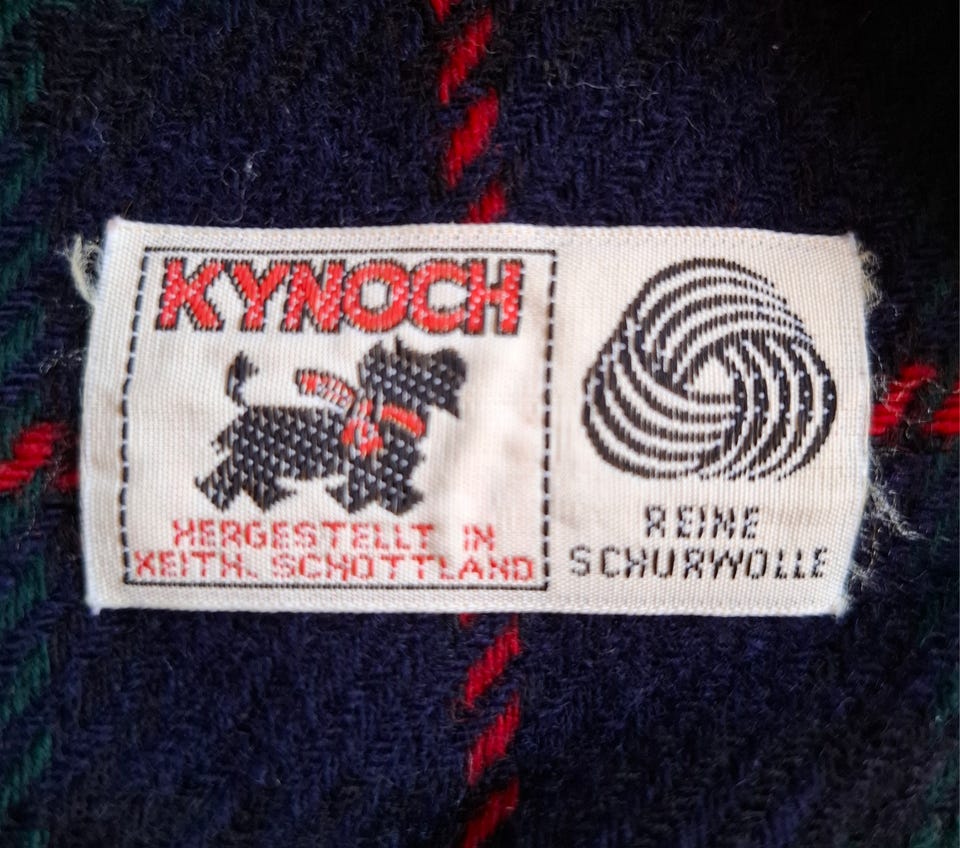 KYNOCH
HERGESTELLT IN
KEITH. SCHOTTLAND
REINE
SCHURWOLLE